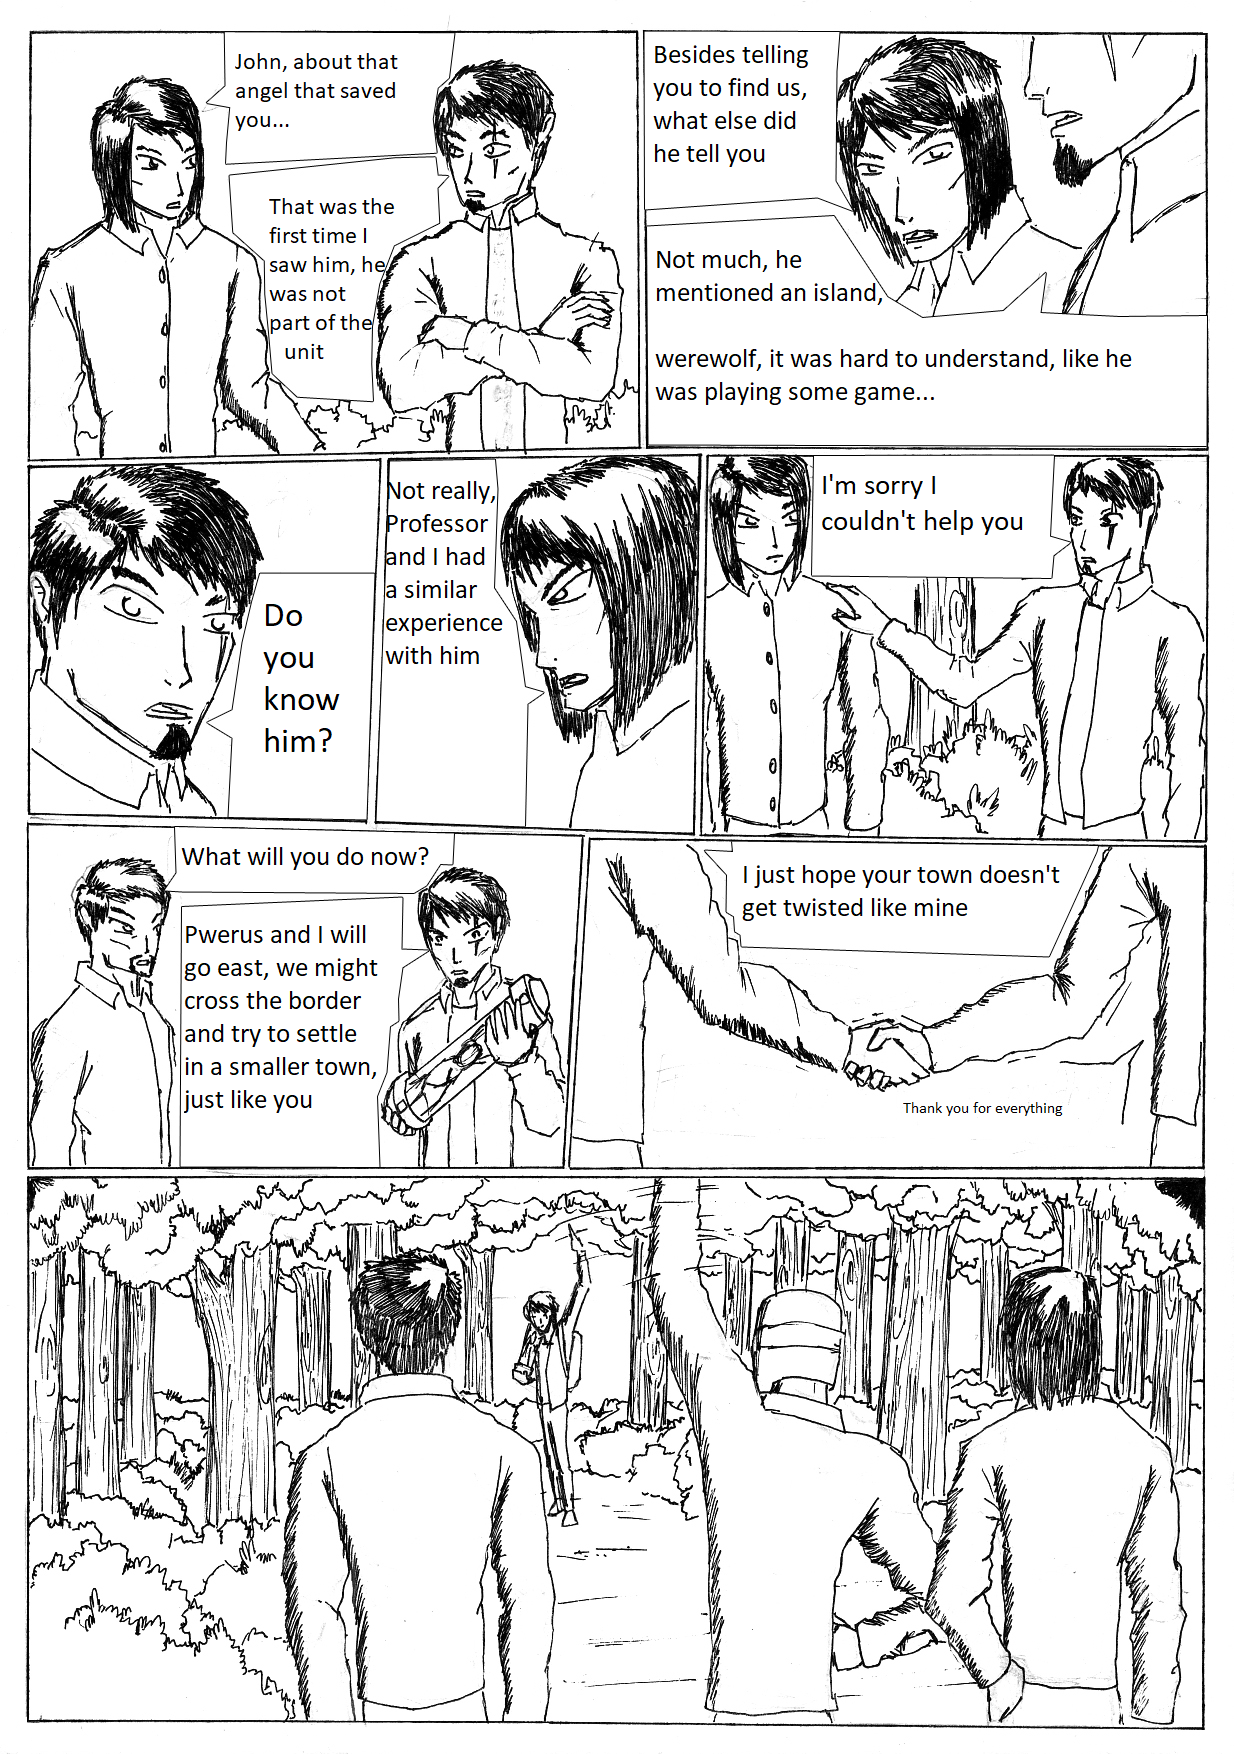 John, about that
angel that saved
you...
That was the
first time I
saw him, he
was not
part of the
unit
Besides telling
you to find us,
what else did
he tell you
Not much, he
mentioned an island,
werewolf, it was hard to understand, like he
was playing some game...
Do
you
know
him?
Not really,
Professor
and I had
a similar
experience
with him
I'm sorry I
couldn't help you
What will you do now?
Pwerus and I will
go east, we might
cross the border
and try to settle
in a smaller town,
just like you
I just hope your town doesn't
get twisted like mine
Thank you for everything